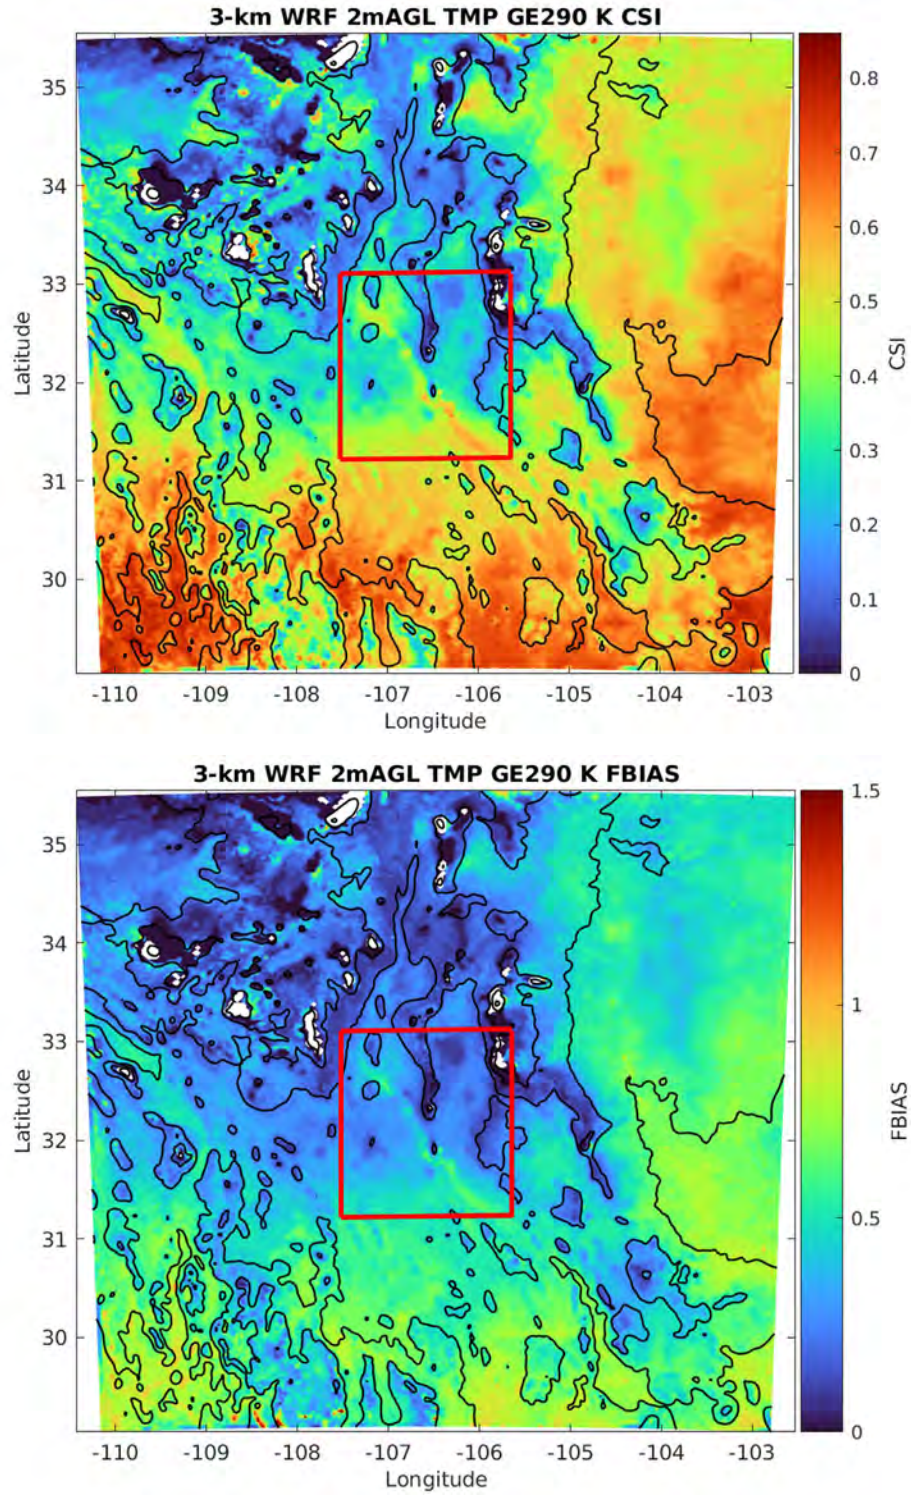 3-km WRF 2mAGL TMP GE290 K CSI
35
34
33
32
31
30
Latitude
-110 -109 -108 -107 -106 -105 -104 -103
Longitude
0.8
0.7
0.6
0.5
0.4
0.3
0.2
0.1
0
CSI
3-km WRF 2mAGL TMP GE290 K FBIAS
35
34
33
32
31
30
Latitude
-110 -109 -108 -107 -106 -105 -104 -103
Longitude
1.5
1
0.5
0
FBIAS